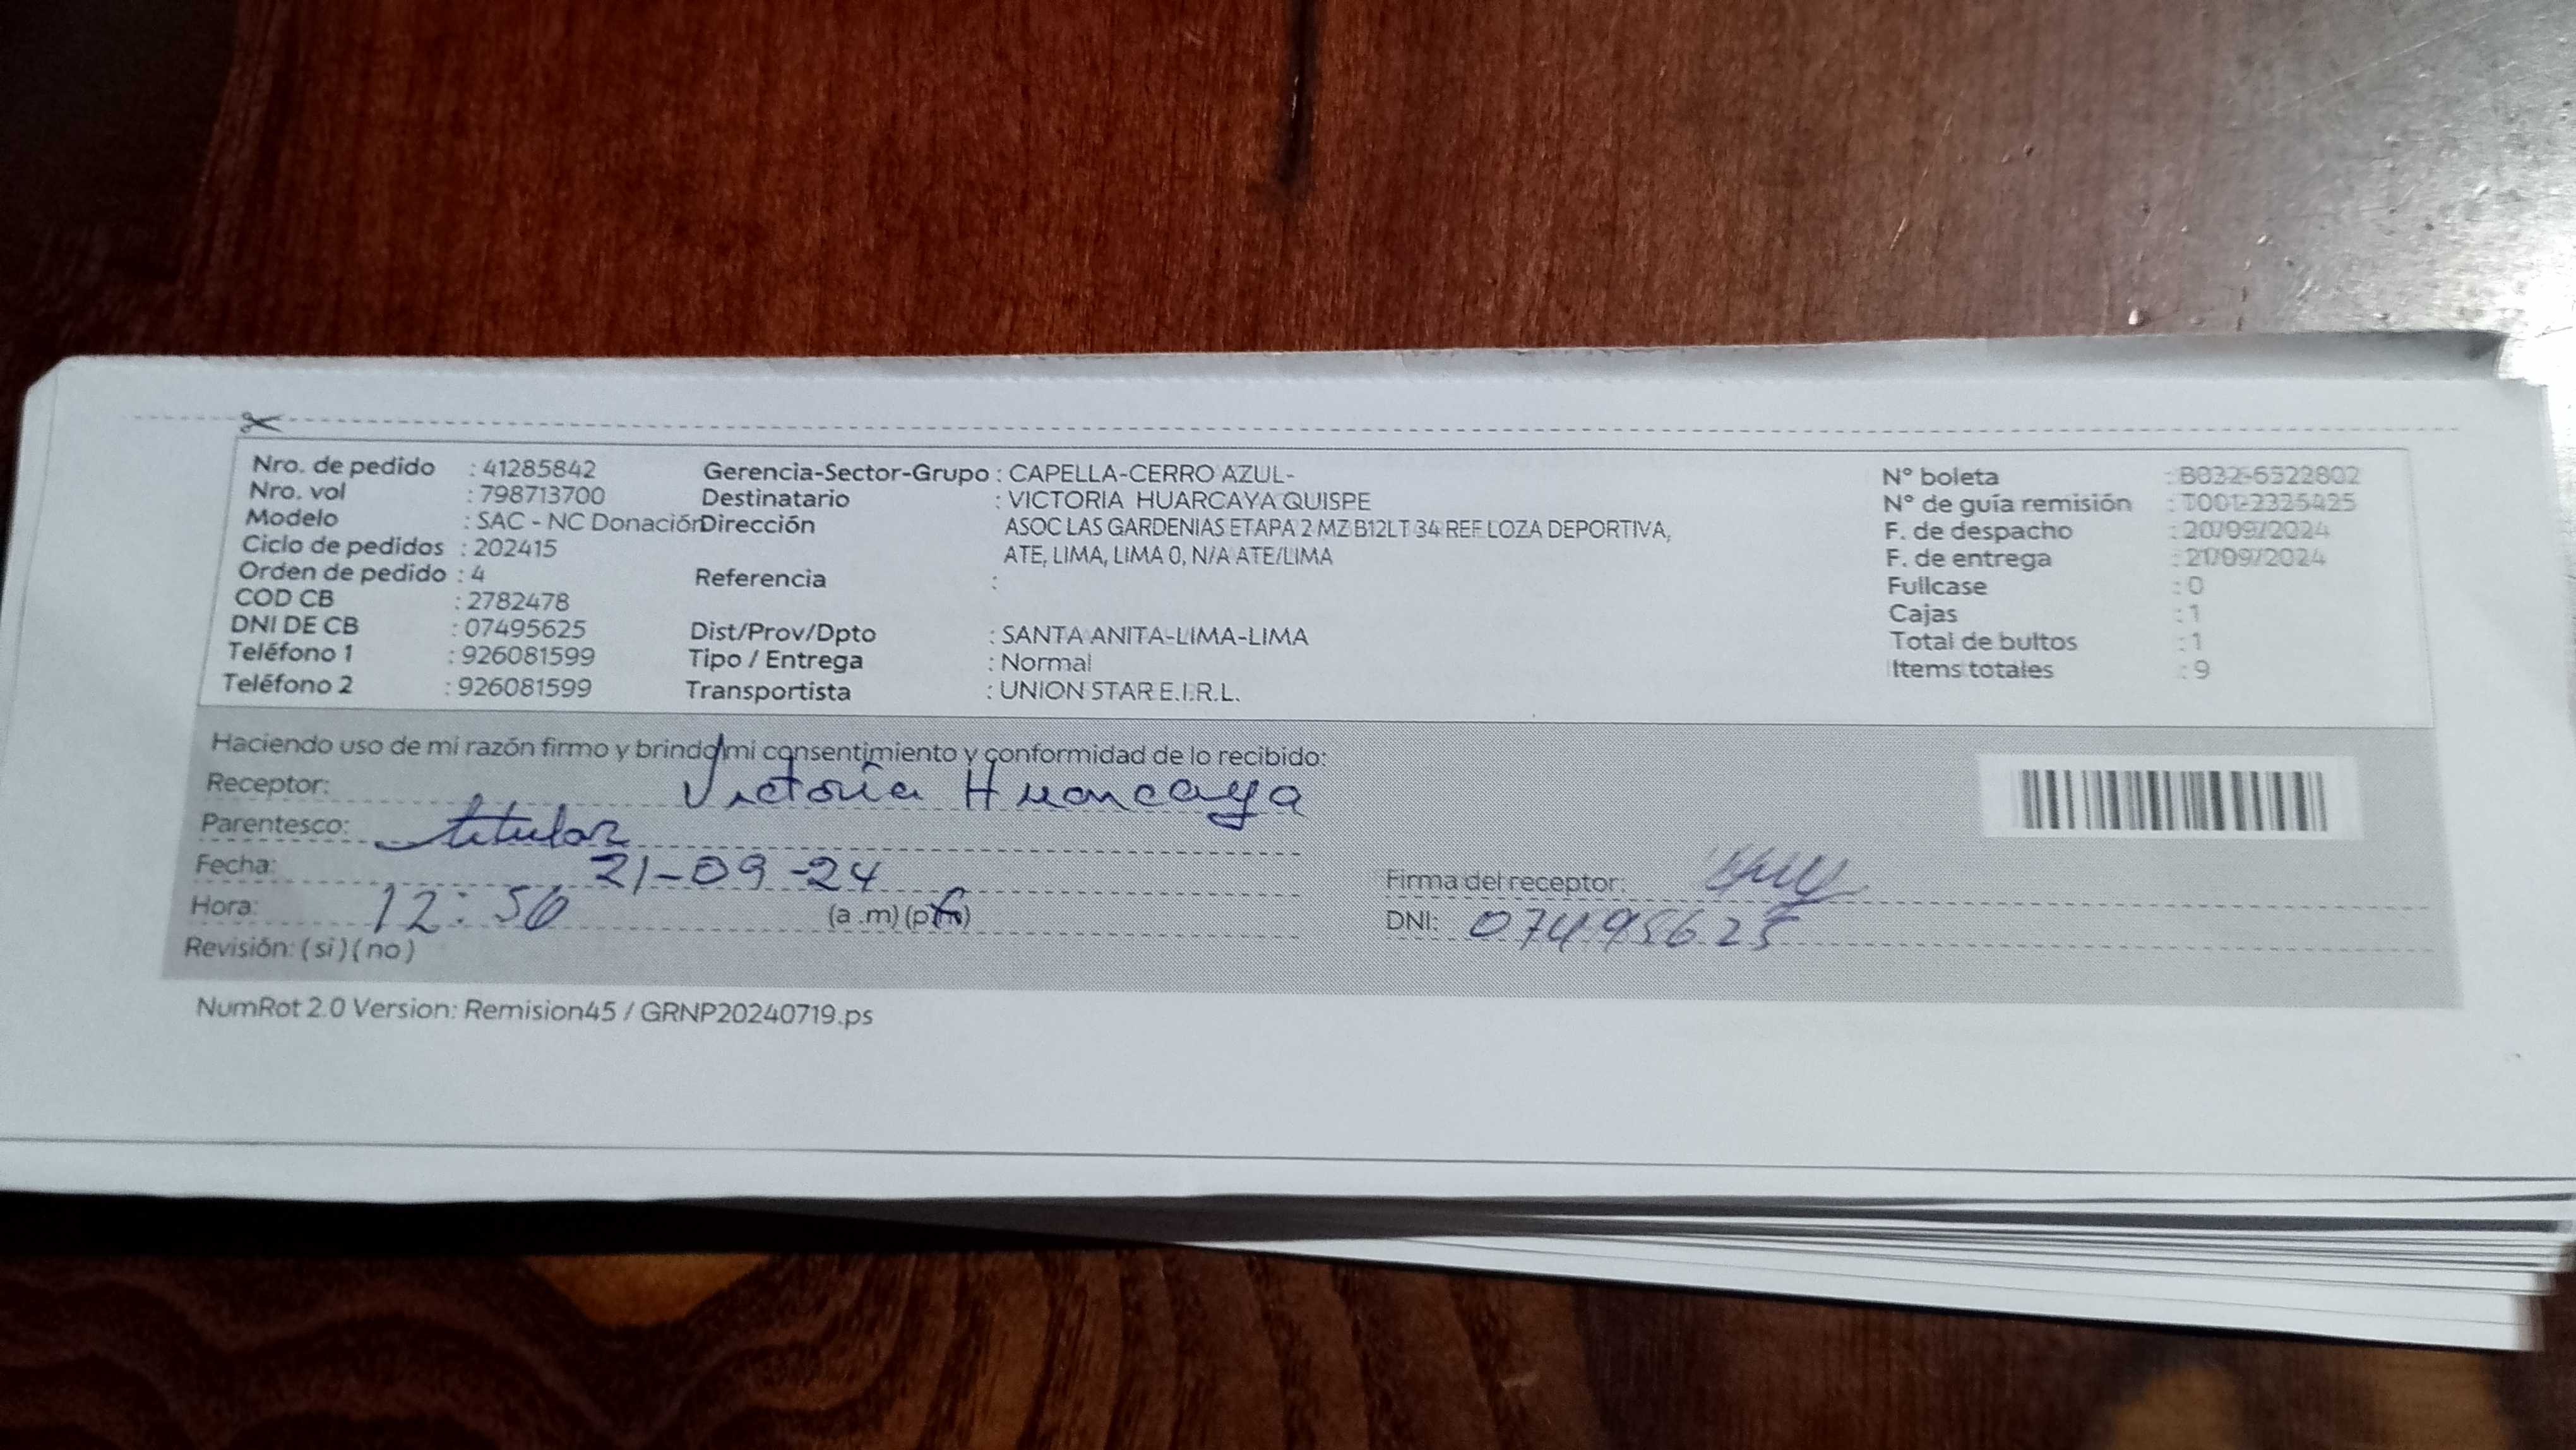 Nro. de pedido : 41285842
Nro. vol : 798713700
Modelo : SAC - NC Donación
Ciclo de pedidos : 202415
Orden de pedido : 4
COD CB : 2782478
DNI DE CB : 07495625
Teléfono 1 : 926081599
Teléfono 2 : 926081599
Gerencia-Sector-Grupo : CAPELLA-CERRO AZUL-
Destinatario : VICTORIA HUARCAYA QUISPE
Dirección ASOC LAS GARDENIAS ETAPA 2 MZ B12LT 34 REF LOZA DEPORTIVA,
ATE, LIMA, LIMA 0, N/A ATE/LIMA
Referencia :
Dist/Prov/Dpto : SANTA ANITA-LIMA-LIMA
Tipo / Entrega : Normal
Transportista : UNION STAR E.I.R.L.
N° boleta : B032-6522802
N° de guía remisión : T001-2325425
F. de despacho : 20/09/2024
F. de entrega : 21/09/2024
Fullcase : 0
Cajas : 1
Total de bultos : 1
Items totales : 9
Haciendo uso de mi razón firmo y brindo mi consentimiento y conformidad de lo recibido:
Receptor: Victoria Huarcaya
Parentesco: titular
Fecha: 21-09-24
Hora: 12:50 (a.m) (pm)
Revisión: (si) (no)
Firma del receptor:
DNI: 07495625
NumRot 2.0 Version: Remision45 / GRNP20240719.ps